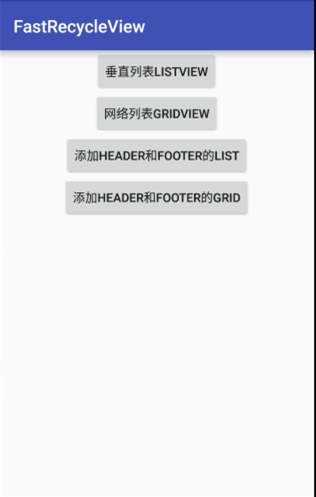 FastRecycleView
垂直列表LISTVIEW
网络列表GRIDVIEW
添加HEADER和FOOTER的LIST
添加HEADER和FOOTER的GRID